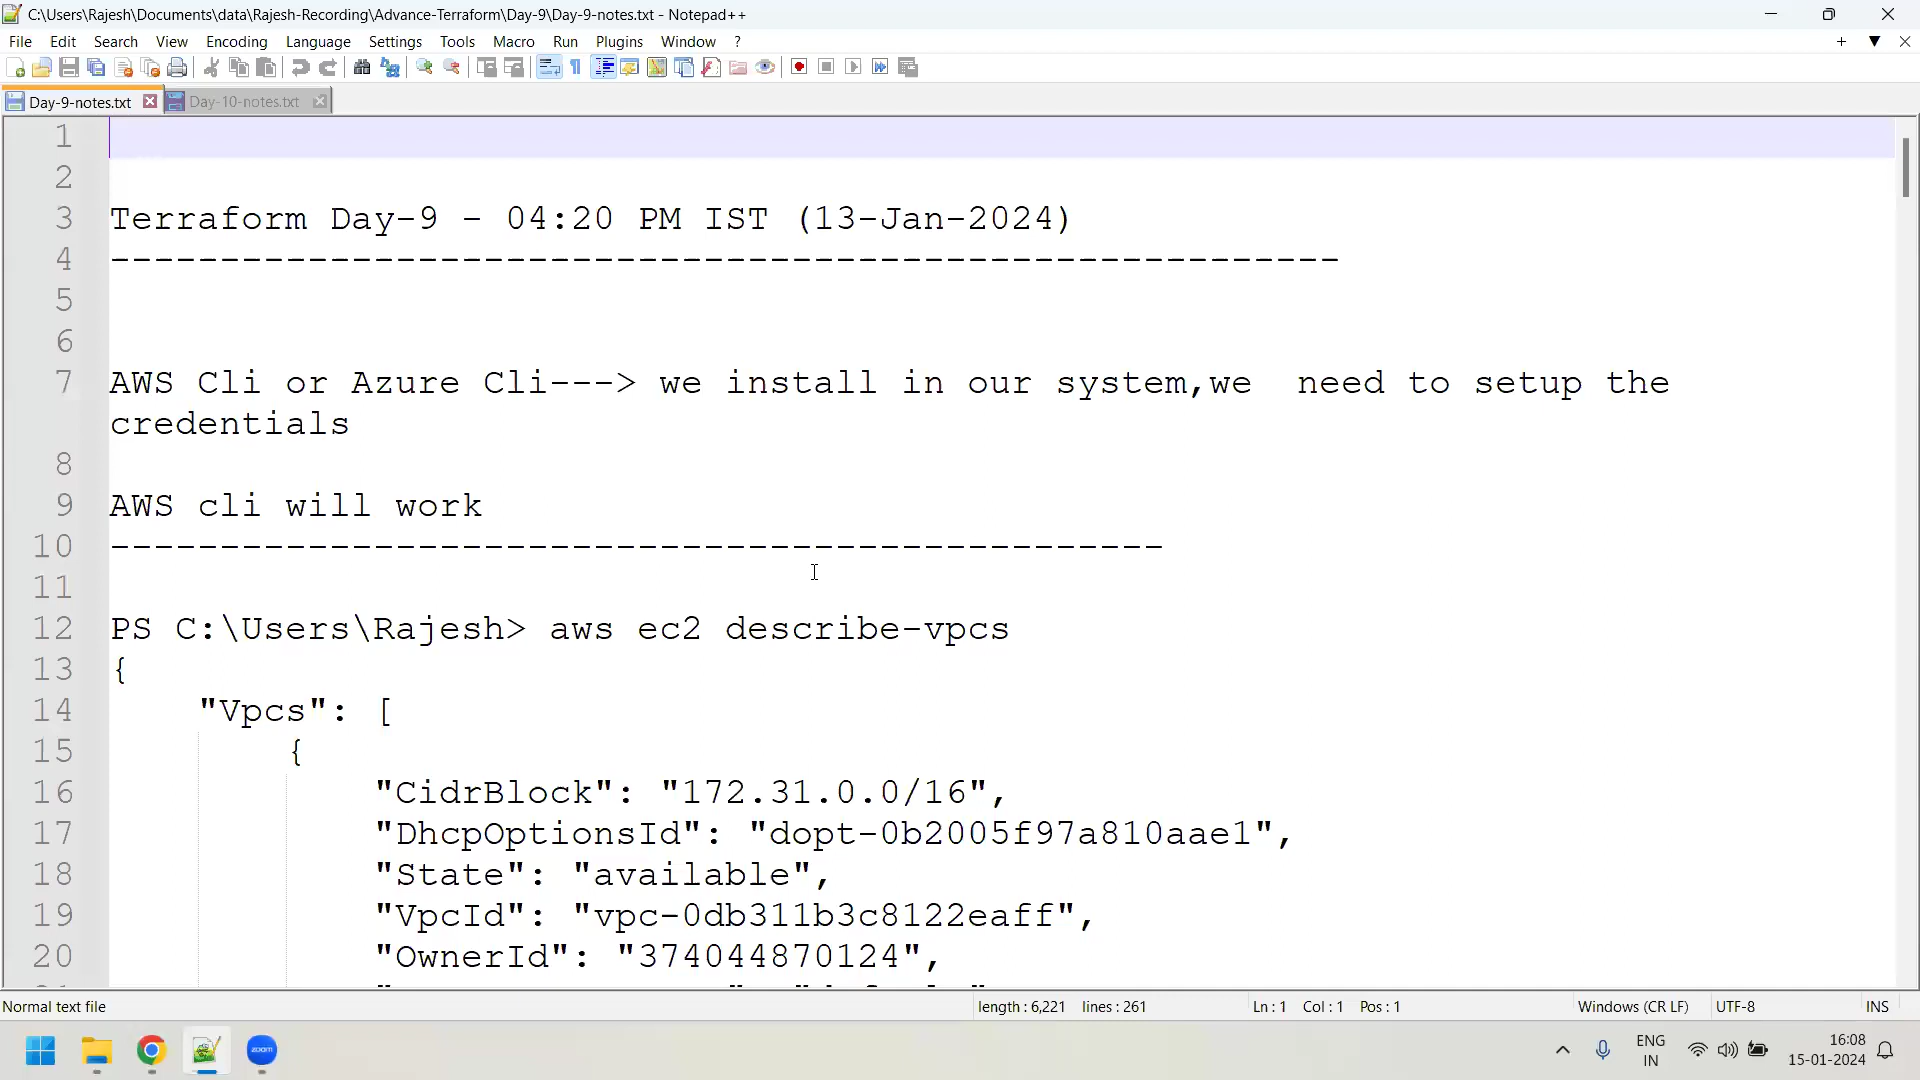 C:\Users\Rajesh\Documents\data\Rajesh-Recording\Advance-Terraform\Day-9\Day-9-notes.txt - Notepad++
File Edit Search View Encoding Language Settings Tools Macro Run Plugins Window ?
Day-9-notes.txt Day-10-notes.txt
1
2
3 Terraform Day-9 - 04:20 PM IST (13-Jan-2024)
4 --------------------------------------------------------
5
6
7 AWS Cli or Azure Cli---> we install in our system,we  need to setup the
credentials
8
9 AWS cli will work
10 ------------------------------------------------
11
12 PS C:\Users\Rajesh> aws ec2 describe-vpcs
13 {
14 "Vpcs": [
15 {
16 "CidrBlock": "172.31.0.0/16",
17 "DhcpOptionsId": "dopt-0b2005f97a810aae1",
18 "State": "available",
19 "VpcId": "vpc-0db311b3c8122eaff",
20 "OwnerId": "374044870124",
Normal text file length : 6,221 lines : 261 Ln : 1 Col : 1 Pos : 1 Windows (CR LF) UTF-8 INS
zoom
ENG
IN
16:08
15-01-2024